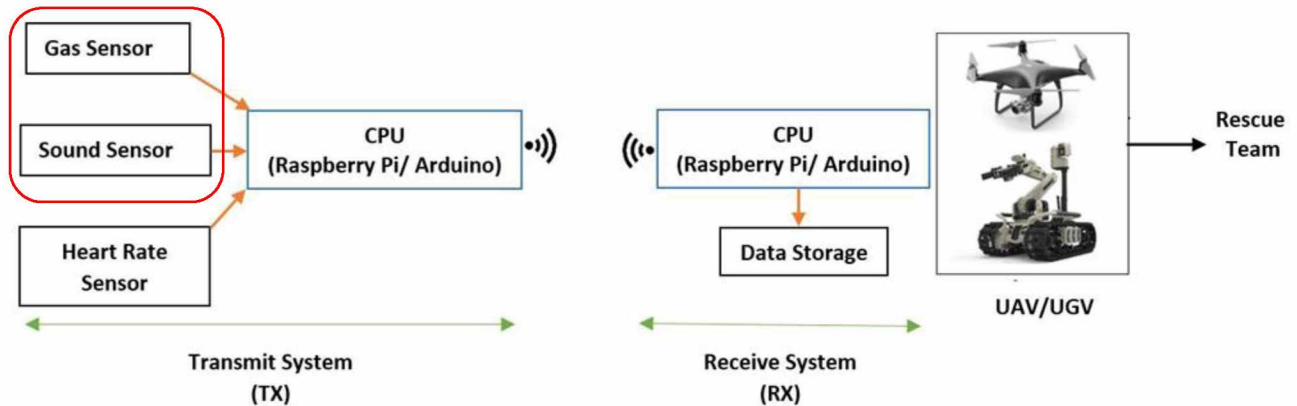 Gas Sensor
Sound Sensor
Heart Rate
Sensor
CPU
(Raspberry Pi/ Arduino)
CPU
(Raspberry Pi/ Arduino)
Data Storage
UAV/UGV
Rescue
Team
Transmit System
(TX)
Receive System
(RX)